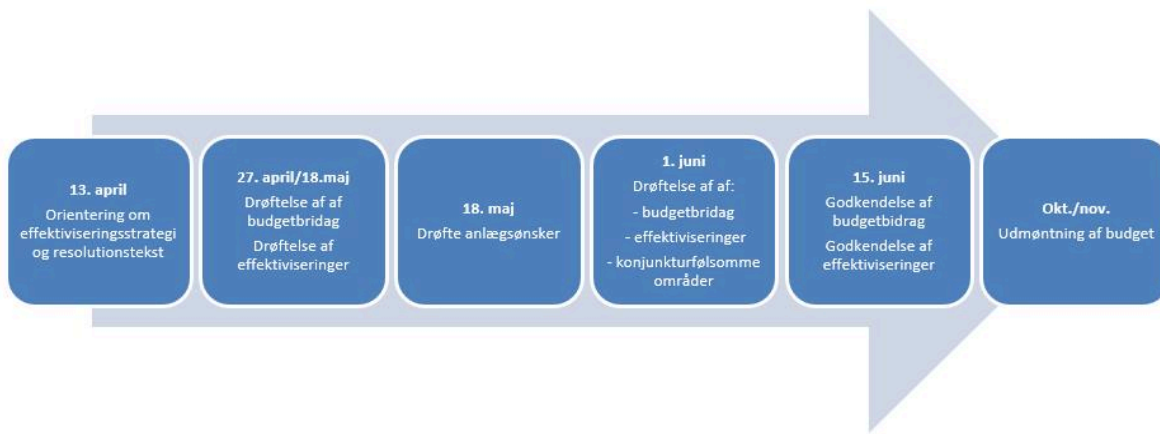 13. april
Orientering om
effektiviseringsstrategi
og resolutionstekst
27. april/18.maj
Drøftelse af af
budgetbridag
Drøftelse af
effektiviseringer
18. maj
Drøfte anlægsønsker
1. juni
Drøftelse af af:
- budgetbridag
- effektiviseringer
- konjunkturfølsomme
områder
15. juni
Godkendelse af
budgetbidrag
Godkendelse af
effektiviseringer
Okt./nov.
Udmøntning af budget